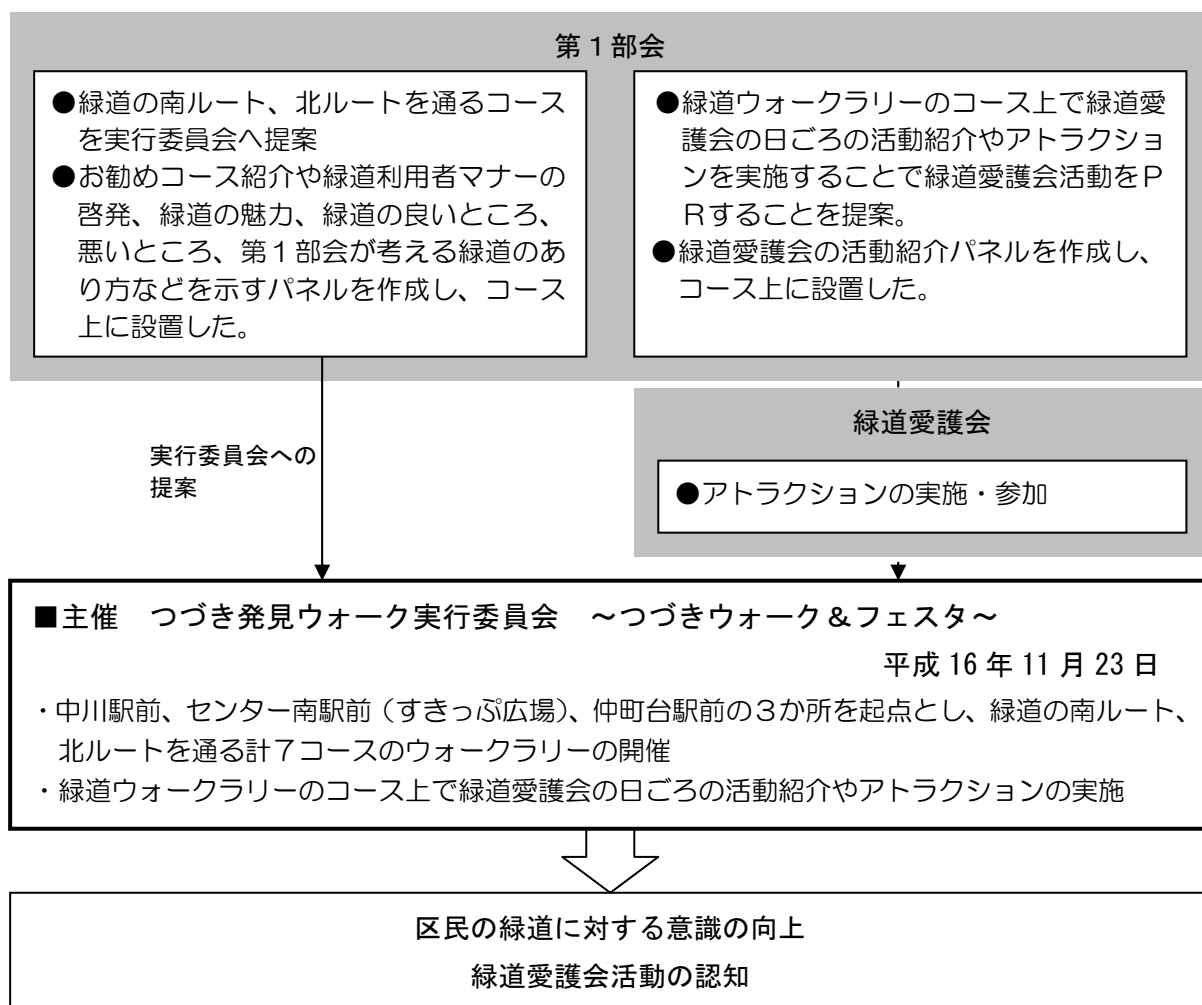 第1部会
●緑道の南ルート、北ルートを通るコース
を実行委員会へ提案
●お勧めコース紹介や緑道利用者マナーの
啓発、緑道の魅力、緑道の良いところ、
悪いところ、第1部会が考える緑道のあ
り方などを示すパネルを作成し、コース
上に設置した。
●緑道ウォークラリーのコース上で緑道愛
護会の日ごろの活動紹介やアトラクショ
ンを実施することで緑道愛護会活動をP
Rすることを提案。
●緑道愛護会の活動紹介パネルを作成し、
コース上に設置した。
実行委員会への
提案
緑道愛護会
●アトラクションの実施・参加
■主催 つづき発見ウォーク実行委員会 ～つづきウォーク&フェスタ～
平成16年11月23日
・中川駅前、センター南駅前(すきっぷ広場)、仲町台駅前の3か所を起点とし、緑道の南ルート、
北ルートを通る計7コースのウォークラリーの開催
・緑道ウォークラリーのコース上で緑道愛護会の日ごろの活動紹介やアトラクションの実施
区民の緑道に対する意識の向上
緑道愛護会活動の認知